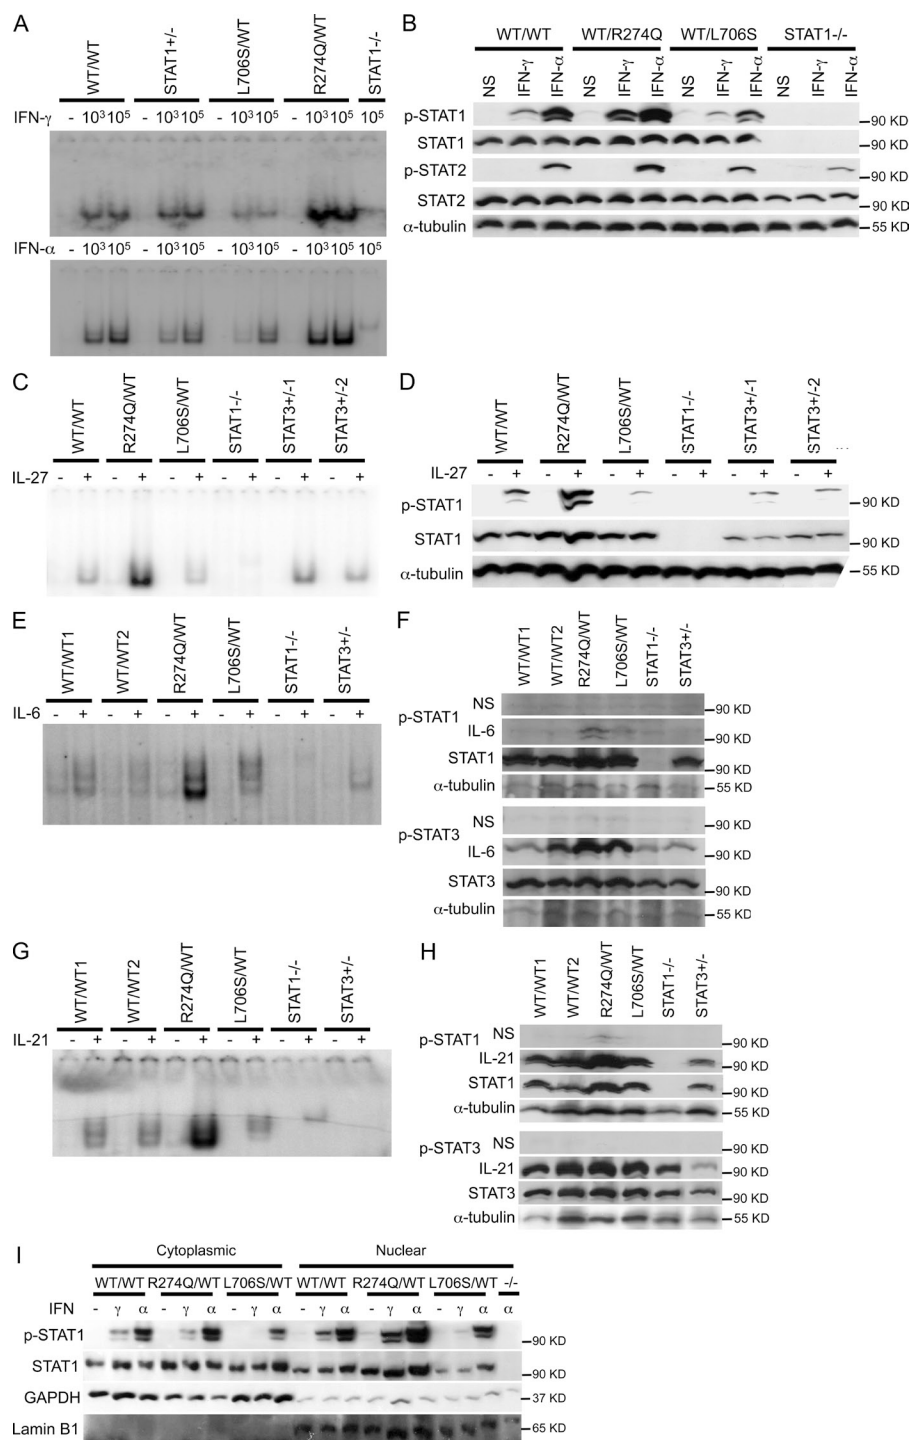 A
WT/WT
STAT1+/-
L706S/WT
R274Q/WT
STAT1-/-
IFN-γ - 10³ 10⁵ - 10³ 10⁵ - 10³ 10⁵ - 10³ 10⁵ 10⁵
IFN-α - 10³ 10⁵ - 10³ 10⁵ - 10³ 10⁵ - 10³ 10⁵ 10⁵
B
WT/WT WT/R274Q WT/L706S STAT1-/-
NS IFN-γ IFN-α NS IFN-γ IFN-α NS IFN-γ IFN-α NS IFN-γ IFN-α
p-STAT1 90 KD
STAT1 90 KD
p-STAT2 90 KD
STAT2 90 KD
α-tubulin 55 KD
C
WT/WT
R274Q/WT
L706S/WT
STAT1-/-
STAT3+/-1
STAT3+/-2
IL-27 - + - + - + - + - + - +
D
WT/WT
R274Q/WT
L706S/WT
STAT1-/-
STAT3+/-1
STAT3+/-2
IL-27 - + - + - + - + - + - +
p-STAT1 90 KD
STAT1 90 KD
α-tubulin 55 KD
E
WT/WT1
WT/WT2
R274Q/WT
L706S/WT
STAT1-/-
STAT3+/-
IL-6 - + - + - + - + - + - +
F
WT/WT1
WT/WT2
R274Q/WT
L706S/WT
STAT1-/-
STAT3+/-
p-STAT1
NS 90 KD
IL-6 90 KD
STAT1 90 KD
α-tubulin 55 KD
p-STAT3
NS 90 KD
IL-6 90 KD
STAT3 90 KD
α-tubulin 55 KD
G
WT/WT1
WT/WT2
R274Q/WT
L706S/WT
STAT1-/-
STAT3+/-
IL-21 - + - + - + - + - + - +
H
WT/WT1
WT/WT2
R274Q/WT
L706S/WT
STAT1-/-
STAT3+/-
p-STAT1
NS 90 KD
IL-21 90 KD
STAT1 90 KD
α-tubulin 55 KD
p-STAT3
NS 90 KD
IL-21 90 KD
STAT3 90 KD
α-tubulin 55 KD
I
Cytoplasmic Nuclear
WT/WT R274Q/WT L706S/WT WT/WT R274Q/WT L706S/WT -/-
IFN - γ α - γ α - γ α - γ α - γ α - γ α α
p-STAT1 90 KD
STAT1 90 KD
GAPDH 37 KD
Lamin B1 65 KD